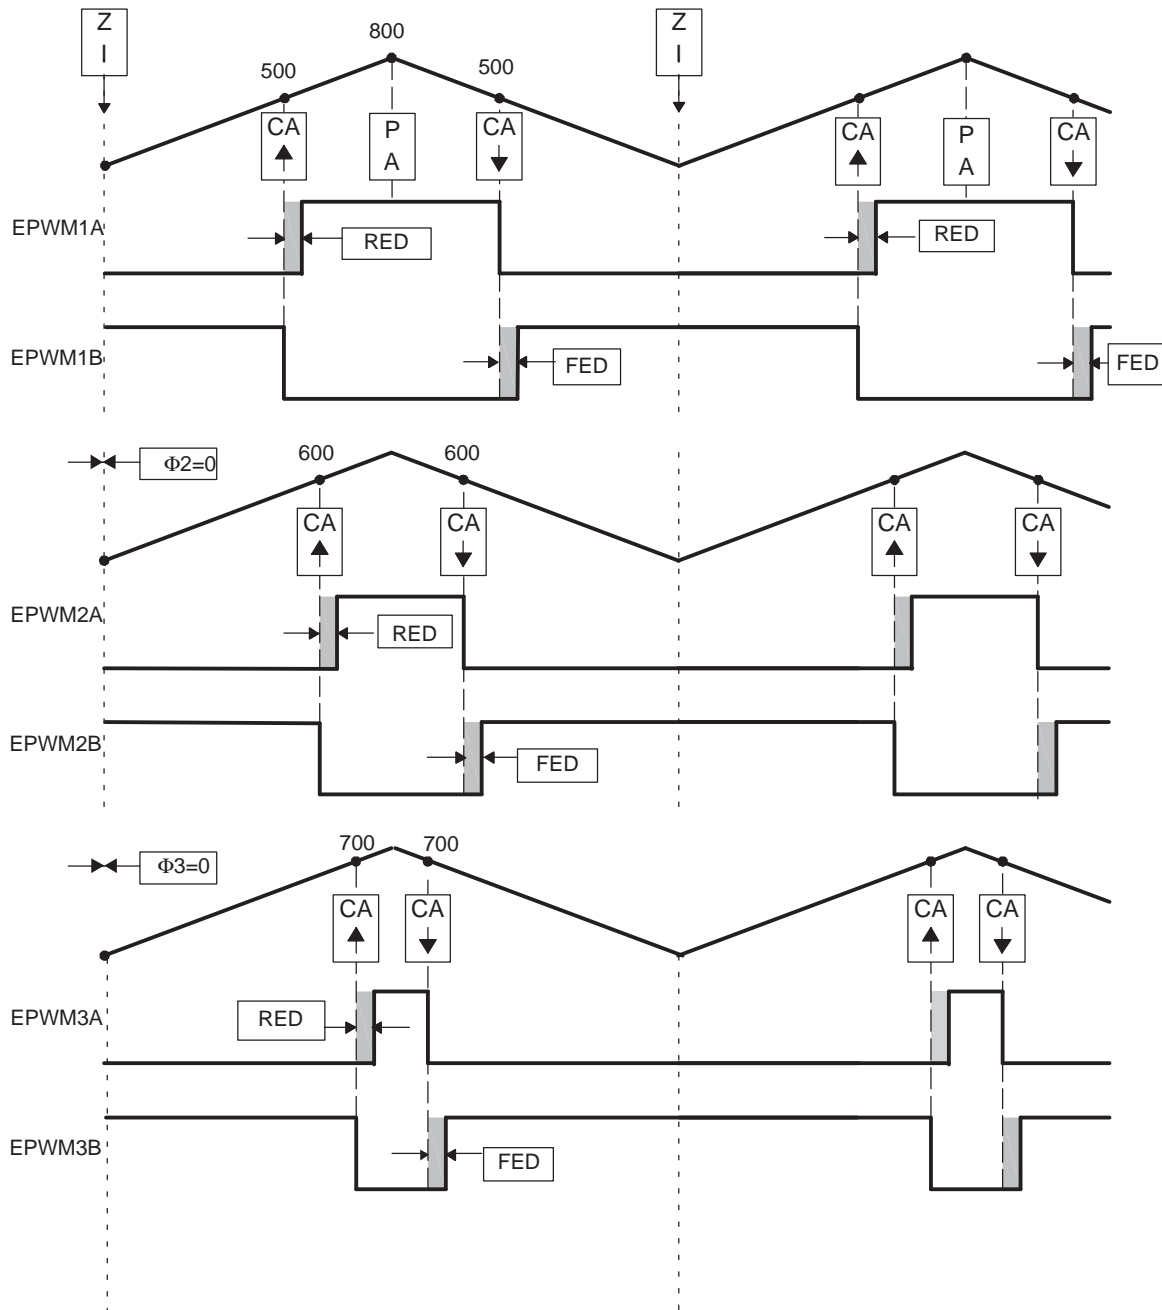 Z
I
Z
I
800
500
500
CA
P
A
CA
CA
P
A
CA
EPWM1A
RED
RED
EPWM1B
FED
FED
Φ2=0
600
600
CA
CA
CA
CA
EPWM2A
RED
EPWM2B
FED
Φ3=0
700
700
CA
CA
CA
CA
EPWM3A
RED
EPWM3B
FED